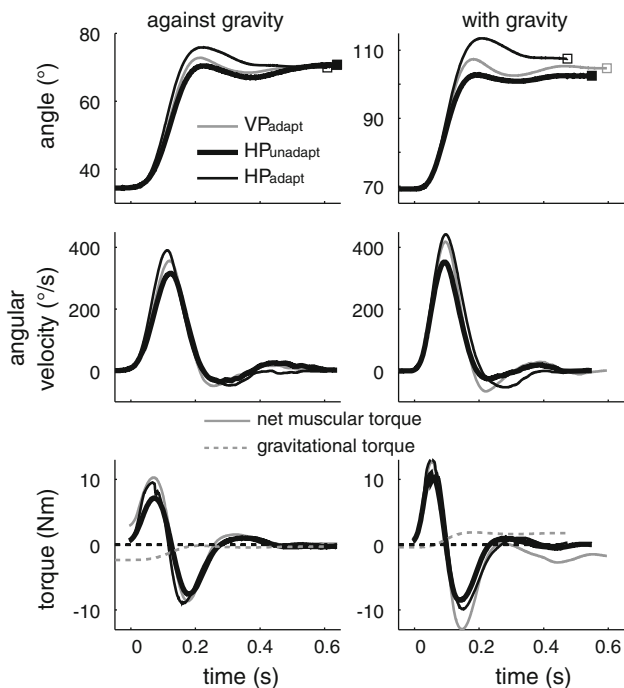 against gravity
with gravity
80
60
40
angle (°)
VPadapt
HPunadapt
HPadapt
110
90
70
400
200
0
angular
velocity (°/s)
400
200
0
net muscular torque
gravitational torque
10
0
-10
torque (Nm)
0 0.2 0.4 0.6
time (s)
10
0
-10
0 0.2 0.4 0.6
time (s)